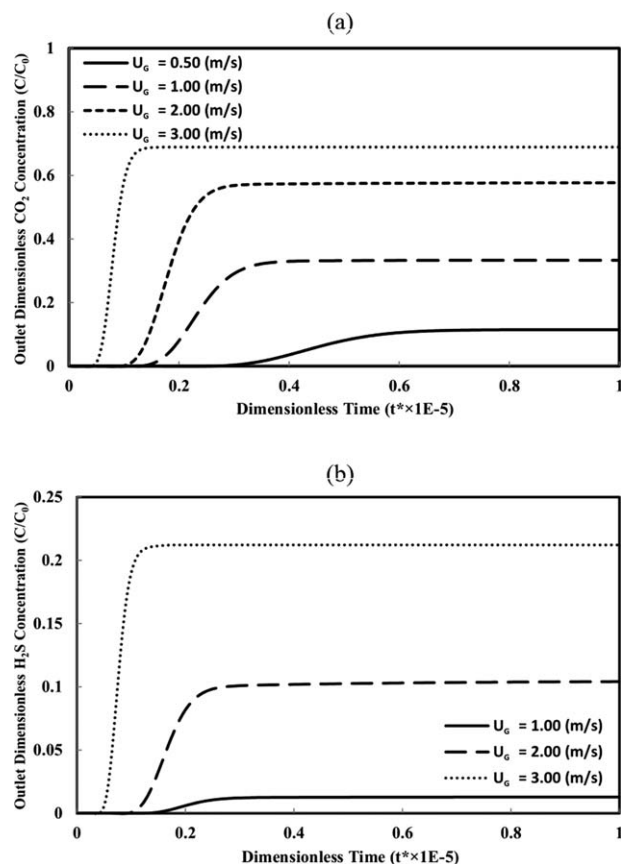 (a)
Outlet Dimensionless CO₂ Concentration (C/C₀)
1
0.8
0.6
0.4
0.2
0
U_G = 0.50 (m/s)
U_G = 1.00 (m/s)
U_G = 2.00 (m/s)
U_G = 3.00 (m/s)
0 0.2 0.4 0.6 0.8 1
Dimensionless Time (t*×1E-5)
(b)
Outlet Dimensionless H₂S Concentration (C/C₀)
0.25
0.2
0.15
0.1
0.05
0
U_G = 1.00 (m/s)
U_G = 2.00 (m/s)
U_G = 3.00 (m/s)
0 0.2 0.4 0.6 0.8 1
Dimensionless Time (t*×1E-5)